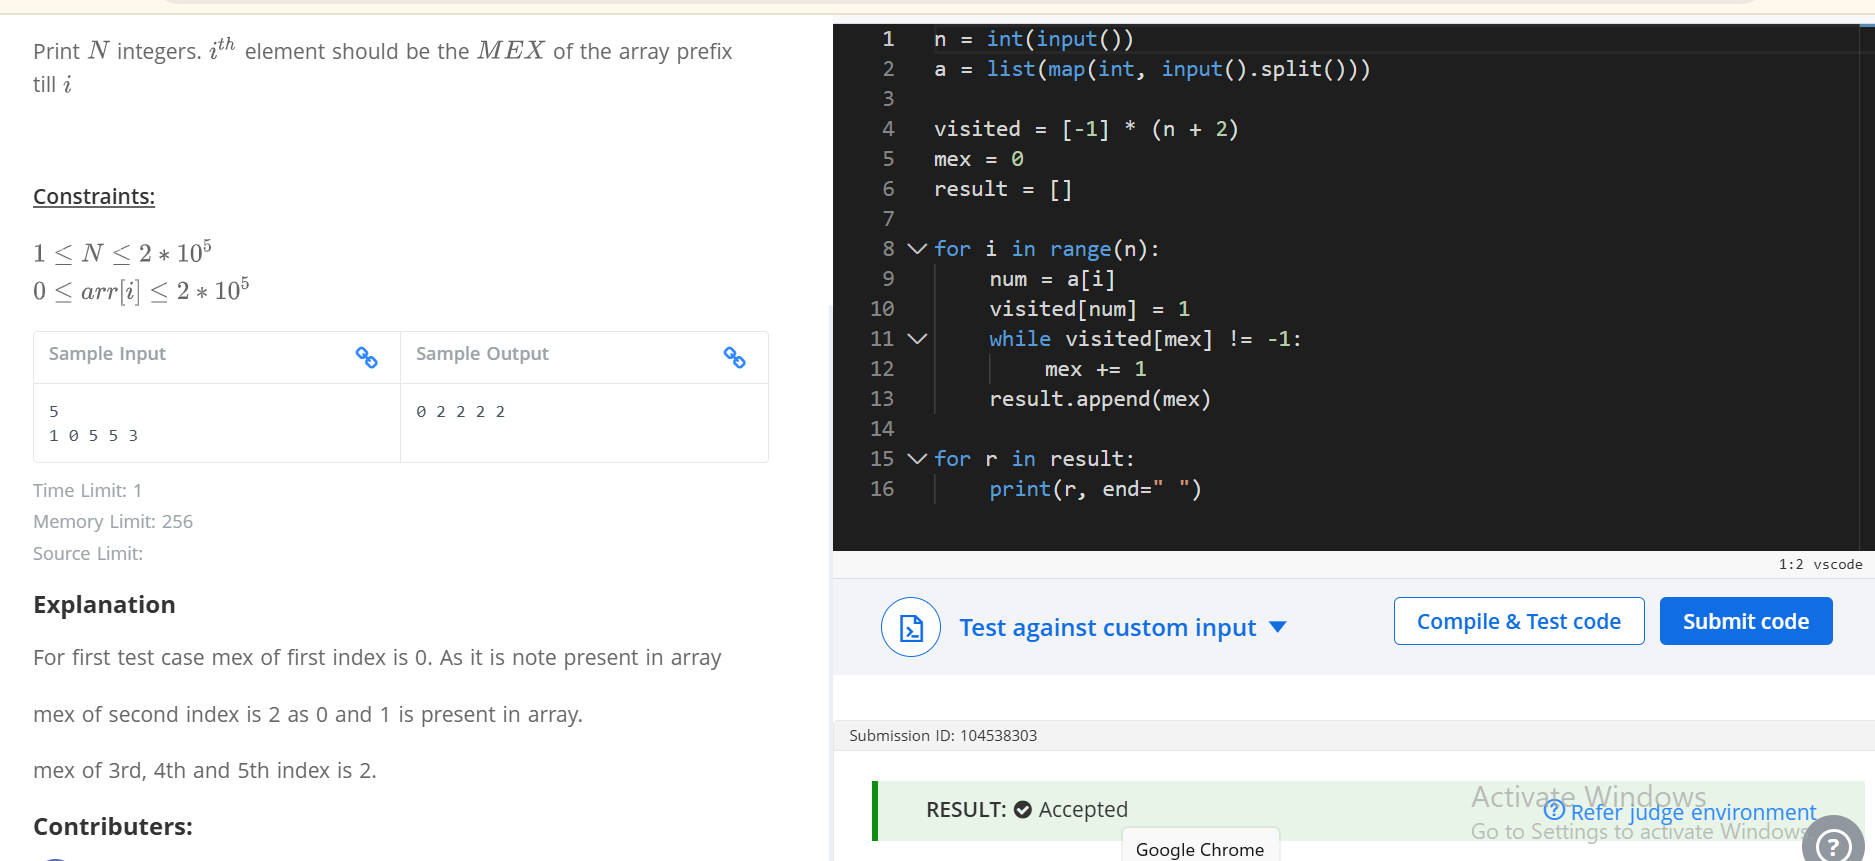 Print N integers. i^th element should be the MEX of the array prefix
till i
Constraints:
1 ≤ N ≤ 2 * 10^5
0 ≤ arr[i] ≤ 2 * 10^5
Sample Input
Sample Output
5
1 0 5 5 3
0 2 2 2 2
Time Limit: 1
Memory Limit: 256
Source Limit:
Explanation
For first test case mex of first index is 0. As it is note present in array
mex of second index is 2 as 0 and 1 is present in array.
mex of 3rd, 4th and 5th index is 2.
Contributers:
1 n = int(input())
2 a = list(map(int, input().split()))
3
4 visited = [-1] * (n + 2)
5 mex = 0
6 result = []
7
8 for i in range(n):
9     num = a[i]
10     visited[num] = 1
11     while visited[mex] != -1:
12         mex += 1
13     result.append(mex)
14
15 for r in result:
16     print(r, end=" ")
1:2 vscode
Test against custom input
Compile & Test code
Submit code
Submission ID: 104538303
RESULT: Accepted
Refer judge environment
Activate Windows
Go to Settings to activate Windows
Google Chrome
?